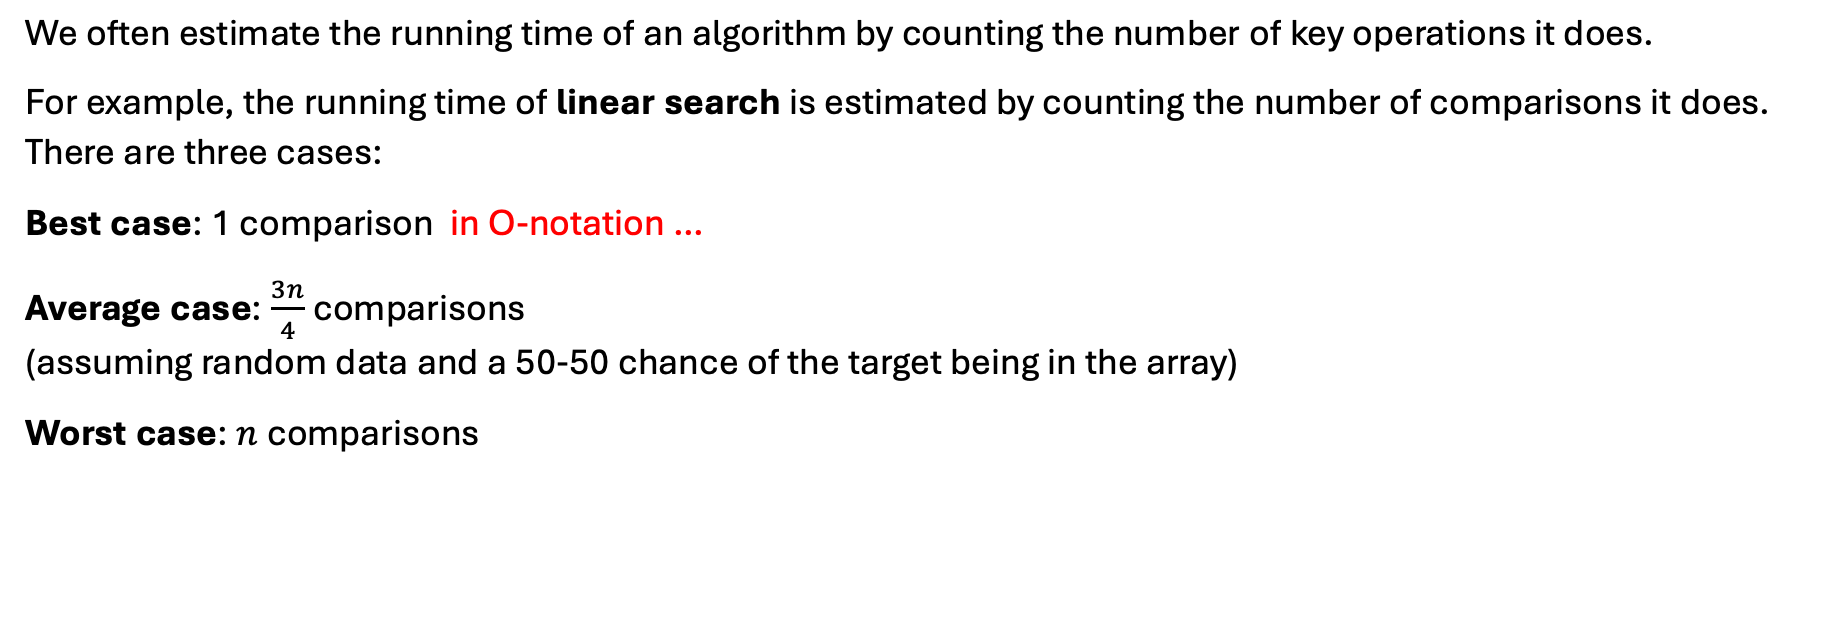 We often estimate the running time of an algorithm by counting the number of key operations it does.
For example, the running time of linear search is estimated by counting the number of comparisons it does.
There are three cases:
Best case: 1 comparison in O-notation ...
Average case: 3n/4 comparisons
(assuming random data and a 50-50 chance of the target being in the array)
Worst case: n comparisons